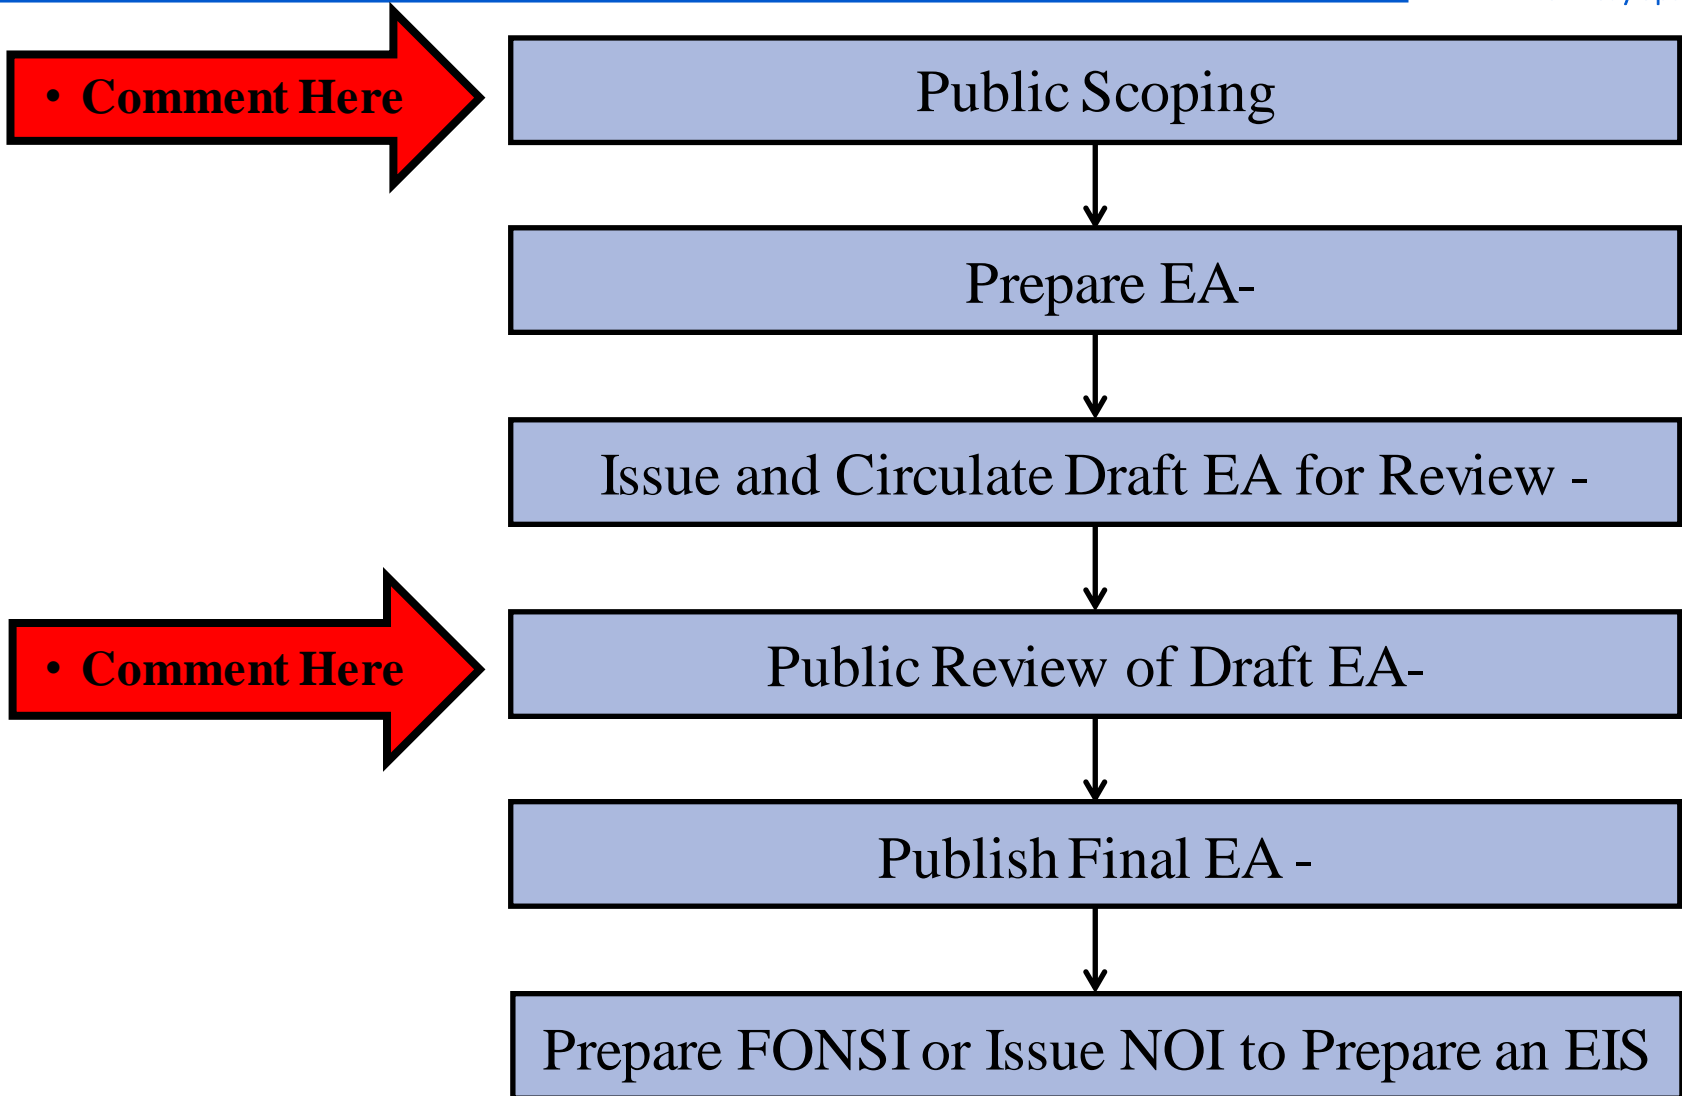 • Comment Here
Public Scoping
Prepare EA-
Issue and Circulate Draft EA for Review -
• Comment Here
Public Review of Draft EA-
Publish Final EA -
Prepare FONSI or Issue NOI to Prepare an EIS